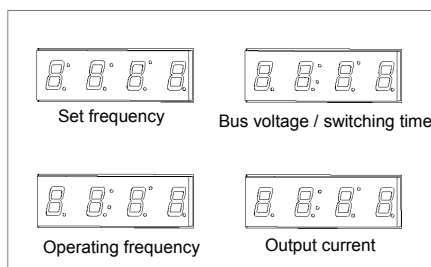 Set frequency
Bus voltage / switching time
Operating frequency
Output current